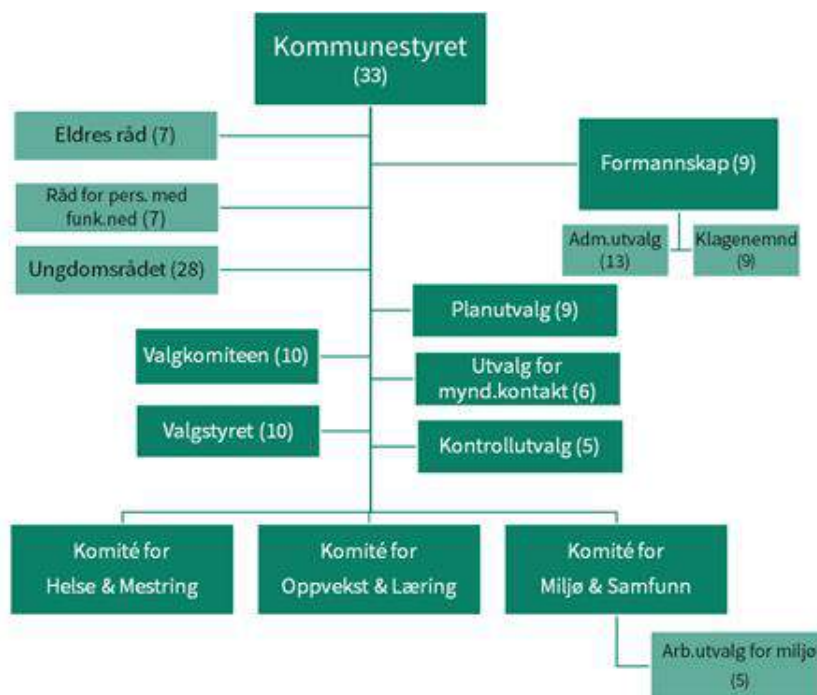 Kommunestyret
(33)
Eldres råd (7)
Formannskap (9)
Råd for pers. med
funk.ned (7)
Adm.utvalg
(13)
Klagenemnd
(9)
Ungdomsrådet (28)
Planutvalg (9)
Valgkomiteen (10)
Utvalg for
mynd.kontakt (6)
Valgstyret (10)
Kontrollutvalg (5)
Komité for
Helse & Mestring
Komité for
Oppvekst & Læring
Komité for
Miljø & Samfunn
Arb.utvalg for miljø
(5)